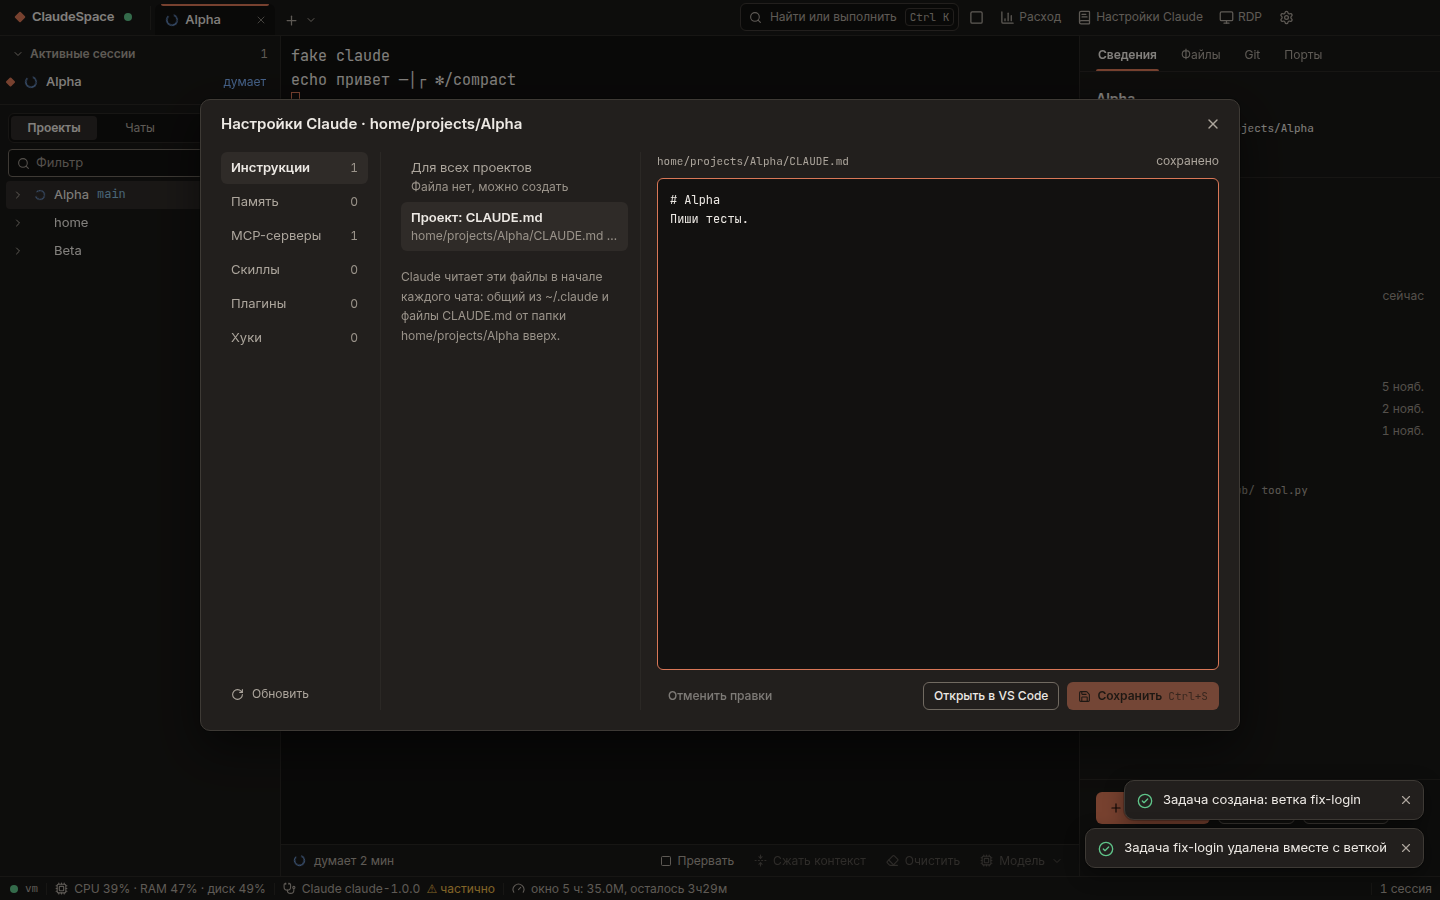 ClaudeSpace
Alpha
Найти или выполнить Ctrl K
Расход
Настройки Claude
RDP
Активные сессии 1
Alpha думает
Проекты Чаты
Фильтр
Alpha main
home
Beta
fake claude
echo привет —|┌ ✻/compact
Сведения Файлы Git Порты
Alpha
jects/Alpha
сейчас
5 нояб.
2 нояб.
1 нояб.
/ tool.py
Настройки Claude · home/projects/Alpha
Инструкции 1
Память 0
MCP-серверы 1
Скиллы 0
Плагины 0
Хуки 0
Обновить
Для всех проектов
Файла нет, можно создать
Проект: CLAUDE.md
home/projects/Alpha/CLAUDE.md ...
Claude читает эти файлы в начале
каждого чата: общий из ~/.claude и
файлы CLAUDE.md от папки
home/projects/Alpha вверх.
home/projects/Alpha/CLAUDE.md сохранено
# Alpha
Пиши тесты.
Отменить правки
Открыть в VS Code
Сохранить Ctrl+S
Задача создана: ветка fix-login
Задача fix-login удалена вместе с веткой
думает 2 мин
Прервать
Сжать контекст
Очистить
Модель
vm
CPU 39% · RAM 47% · диск 49%
Claude claude-1.0.0 ⚠ частично
окно 5 ч: 35.0M, осталось 3ч29м
1 сессия